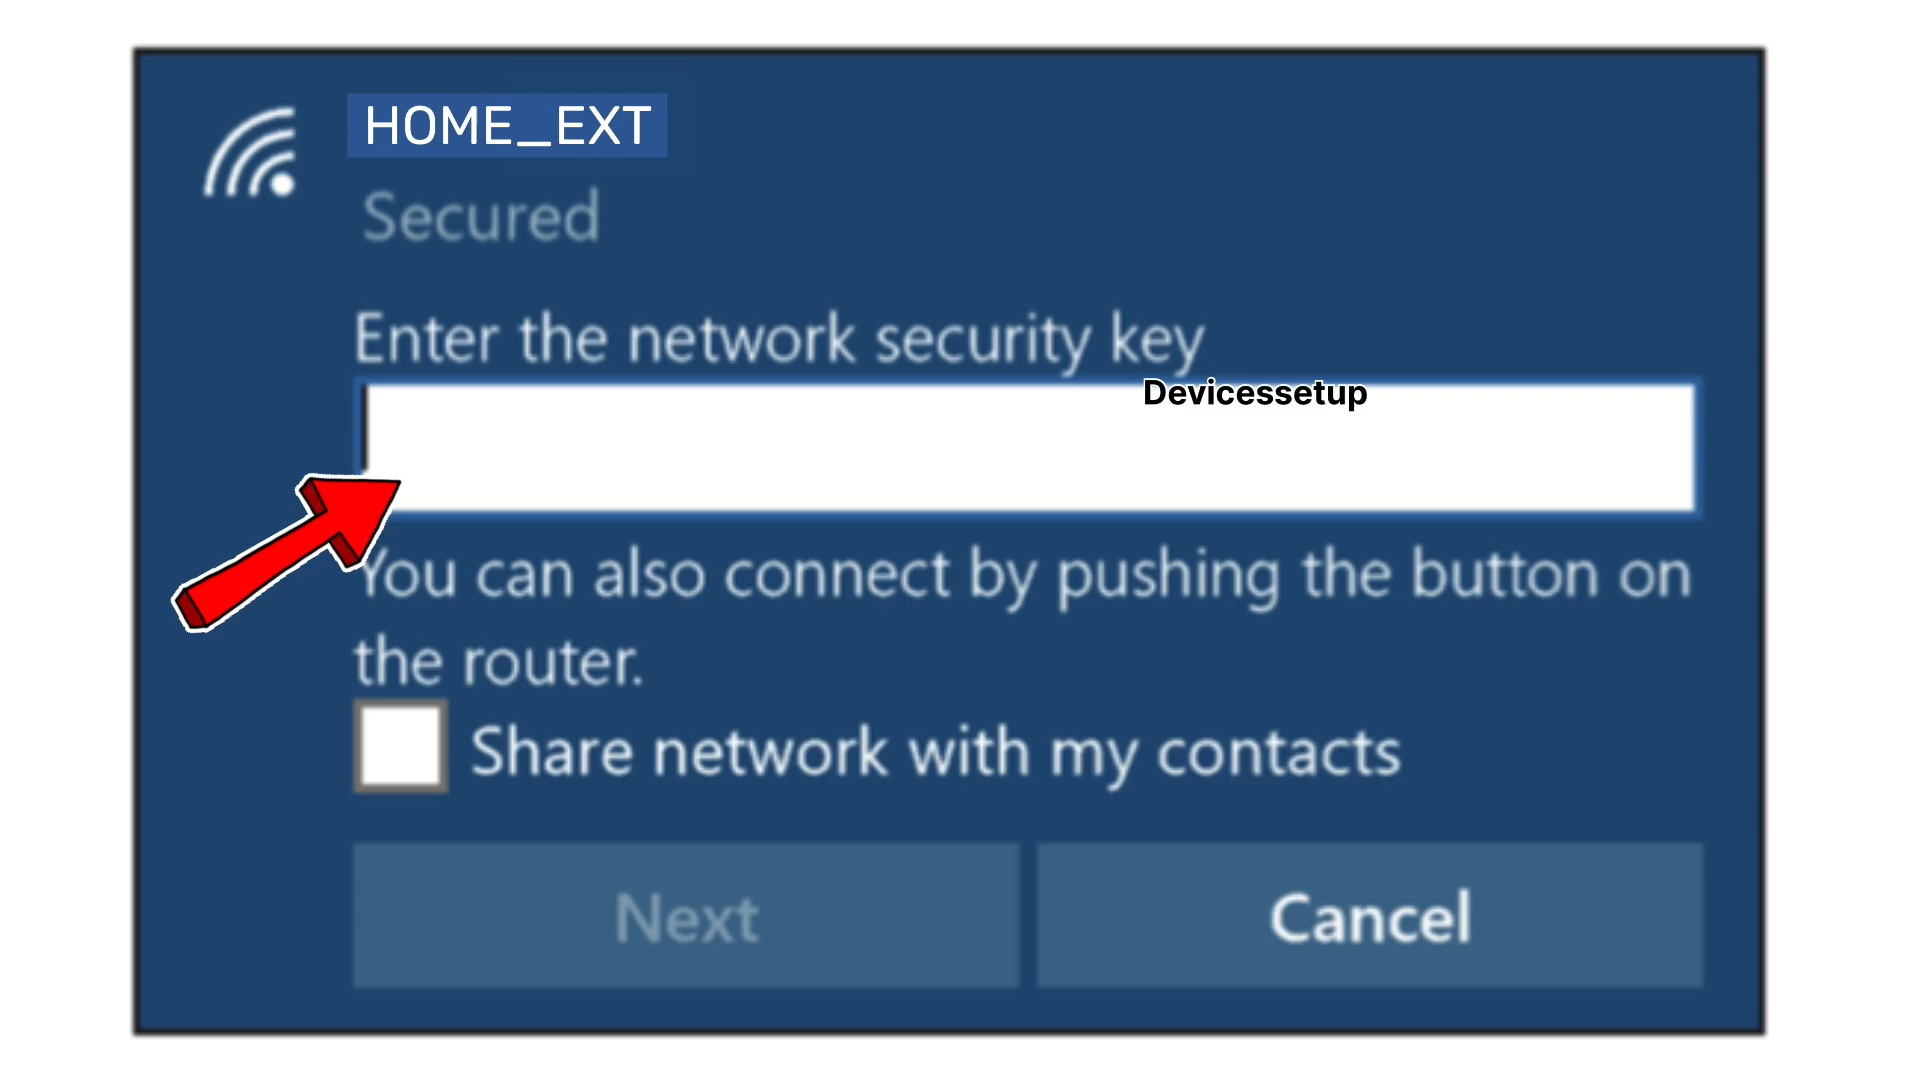 HOME_EXT
Secured
Enter the network security key
Devicessetup
You can also connect by pushing the button on
the router.
Share network with my contacts
Next
Cancel